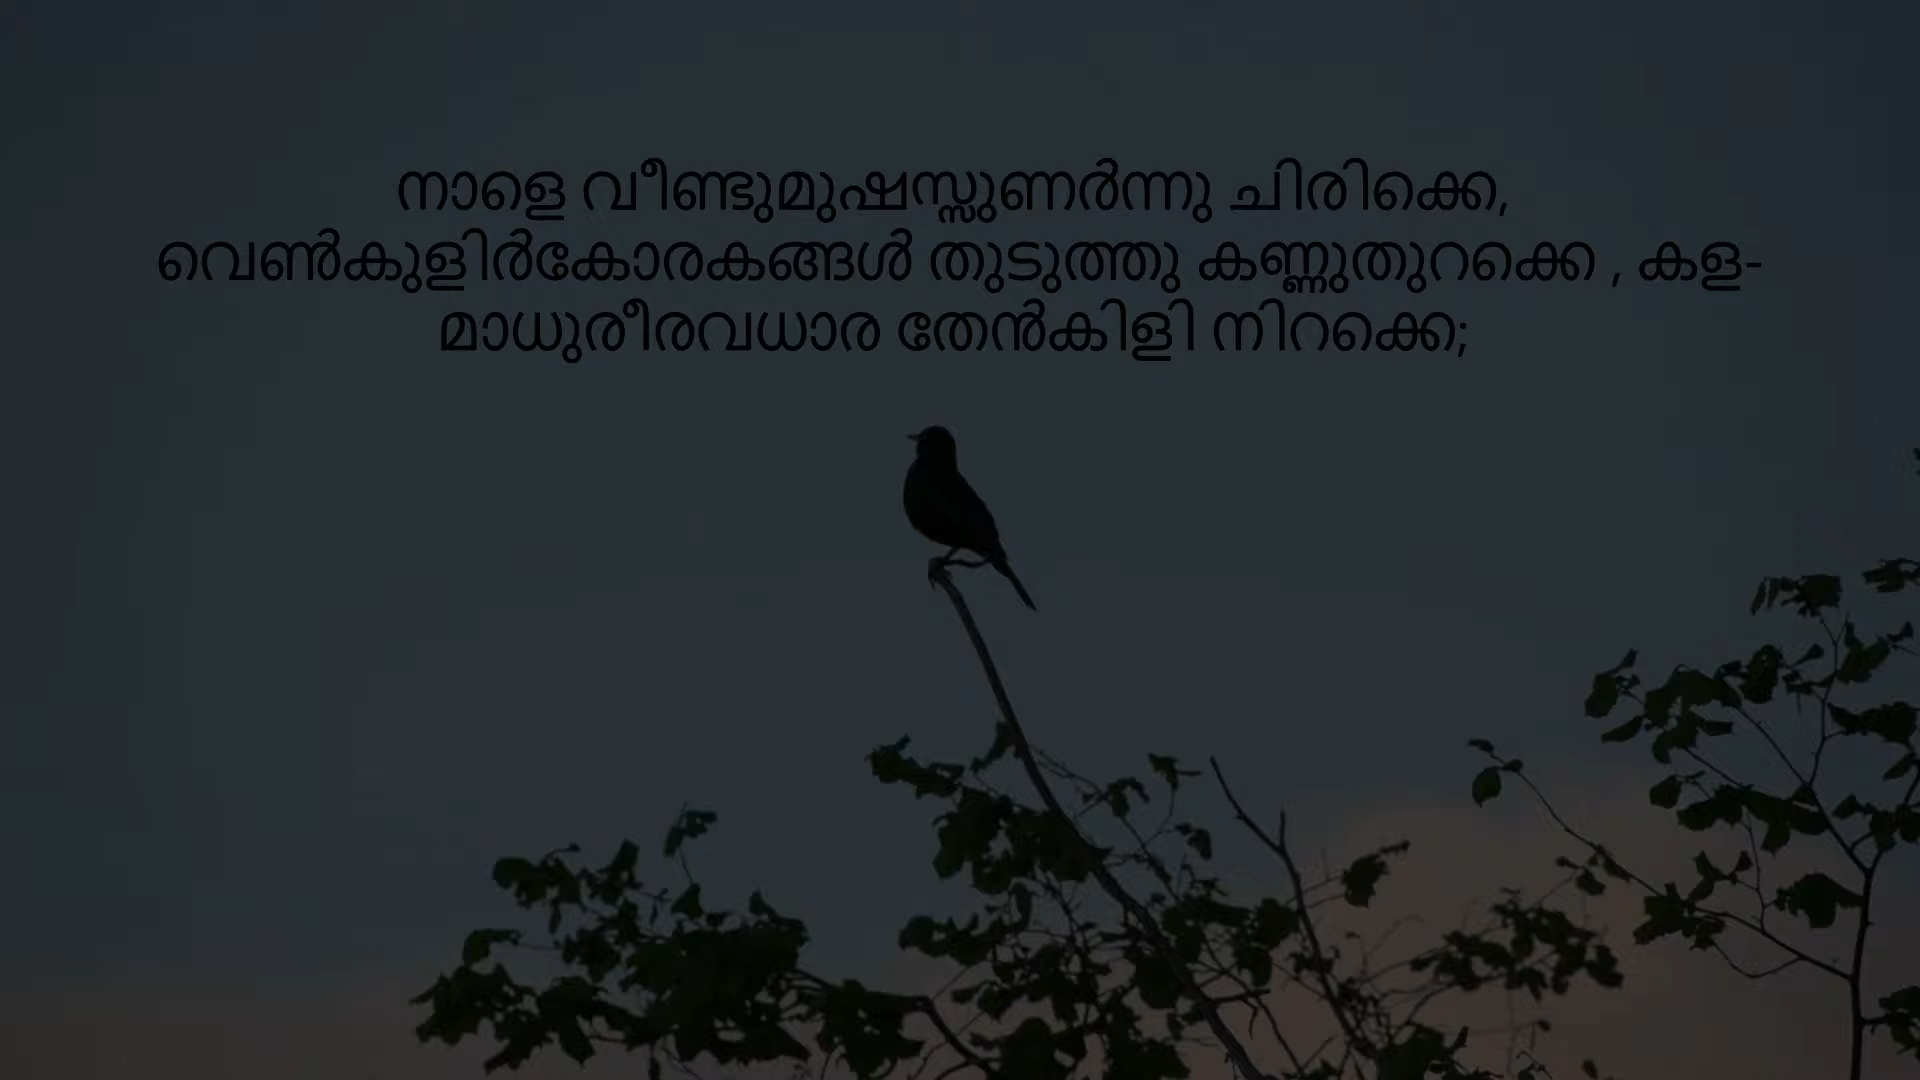 നാളെ വീണ്ടുമുഷസ്സുണർന്നു ചിരിക്കെ,
വെൺകുളിർകോരകങ്ങൾ തുടുത്തു കണ്ണുതുറക്കെ , കള-
മാധുരീരവധാര തേൻകിളി നിറക്കെ;